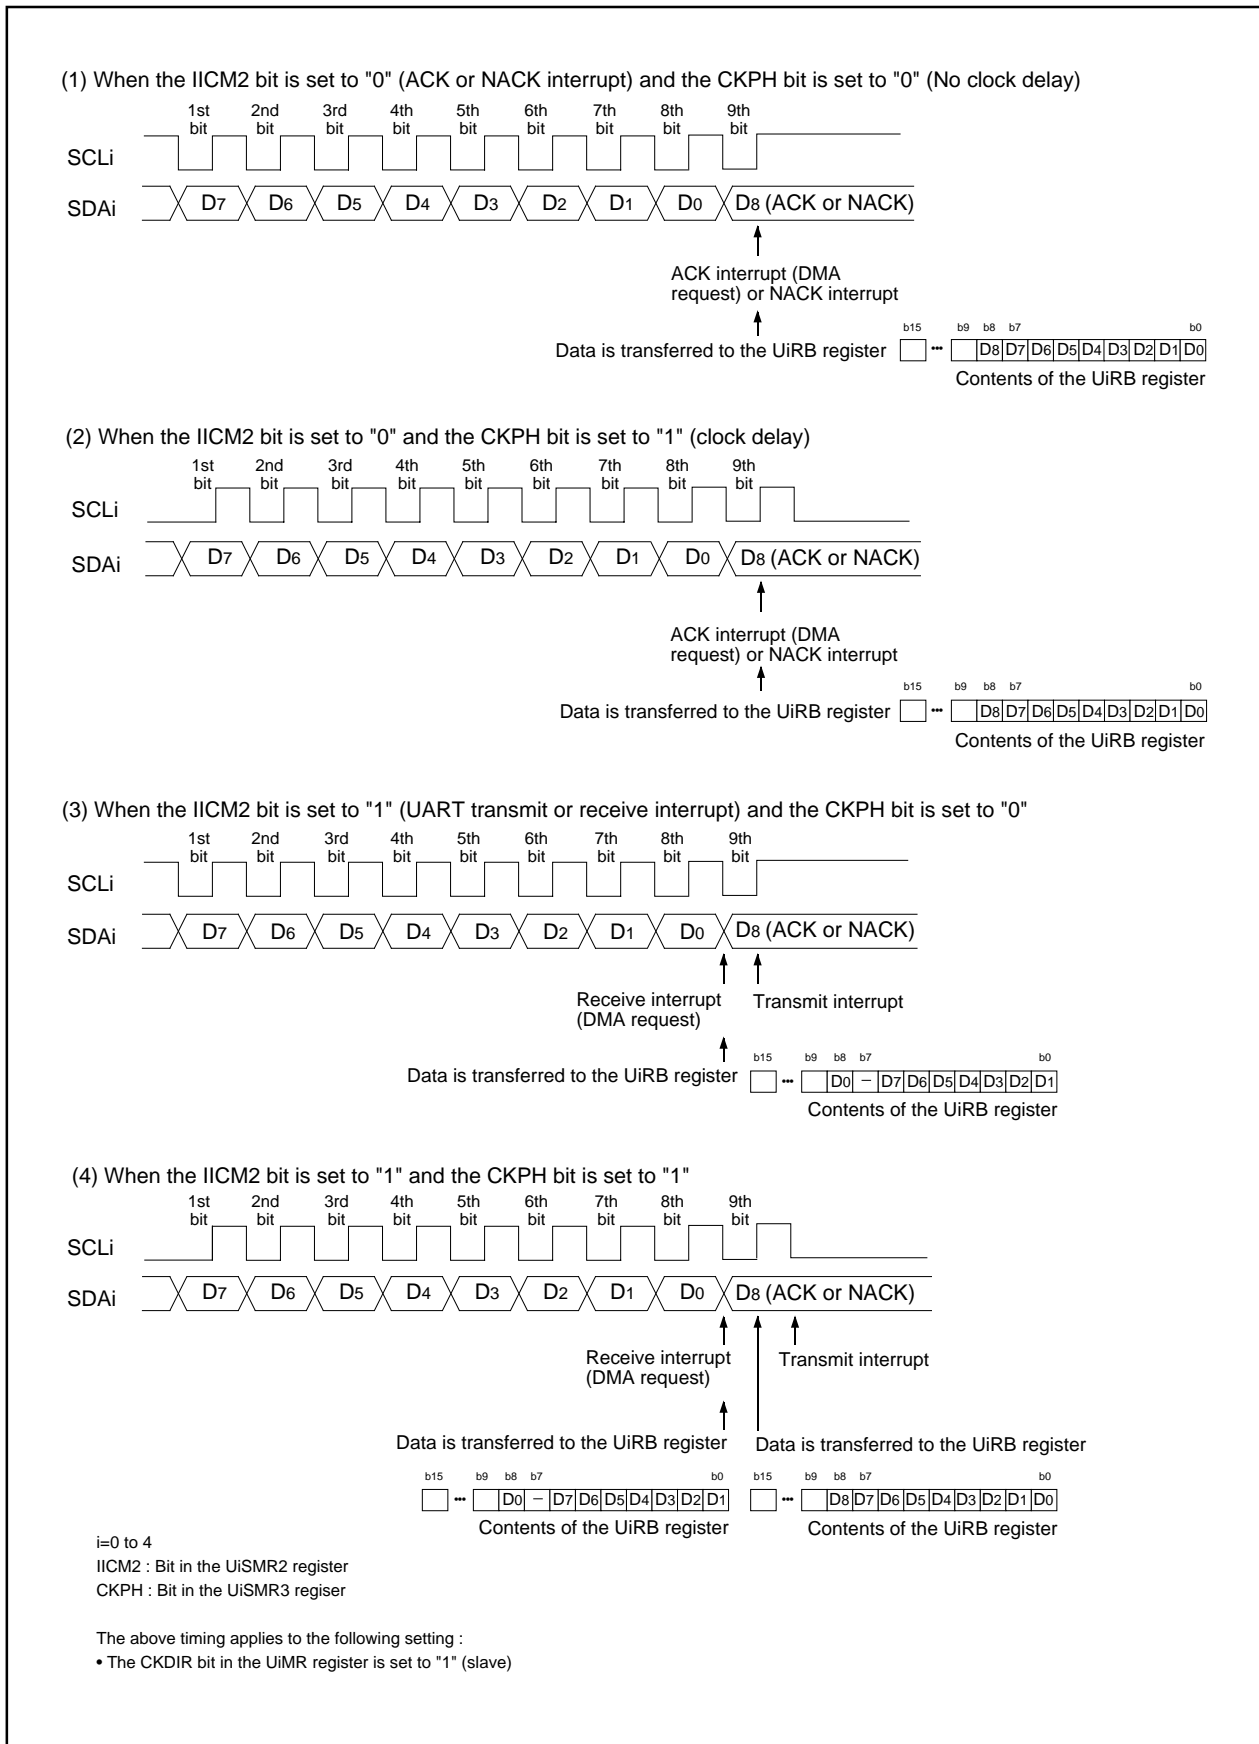 (1) When the IICM2 bit is set to "0" (ACK or NACK interrupt) and the CKPH bit is set to "0" (No clock delay)
1st bit 2nd bit 3rd bit 4th bit 5th bit 6th bit 7th bit 8th bit 9th bit
SCLi
SDAi D7 D6 D5 D4 D3 D2 D1 D0 D8 (ACK or NACK)
ACK interrupt (DMA
request) or NACK interrupt
b15 b9 b8 b7 b0
Data is transferred to the UiRB register ••• D8 D7 D6 D5 D4 D3 D2 D1 D0
Contents of the UiRB register
(2) When the IICM2 bit is set to "0" and the CKPH bit is set to "1" (clock delay)
1st bit 2nd bit 3rd bit 4th bit 5th bit 6th bit 7th bit 8th bit 9th bit
SCLi
SDAi D7 D6 D5 D4 D3 D2 D1 D0 D8 (ACK or NACK)
ACK interrupt (DMA
request) or NACK interrupt
b15 b9 b8 b7 b0
Data is transferred to the UiRB register ••• D8 D7 D6 D5 D4 D3 D2 D1 D0
Contents of the UiRB register
(3) When the IICM2 bit is set to "1" (UART transmit or receive interrupt) and the CKPH bit is set to "0"
1st bit 2nd bit 3rd bit 4th bit 5th bit 6th bit 7th bit 8th bit 9th bit
SCLi
SDAi D7 D6 D5 D4 D3 D2 D1 D0 D8 (ACK or NACK)
Receive interrupt Transmit interrupt
(DMA request)
b15 b9 b8 b7 b0
Data is transferred to the UiRB register ••• D0 – D7 D6 D5 D4 D3 D2 D1
Contents of the UiRB register
(4) When the IICM2 bit is set to "1" and the CKPH bit is set to "1"
1st bit 2nd bit 3rd bit 4th bit 5th bit 6th bit 7th bit 8th bit 9th bit
SCLi
SDAi D7 D6 D5 D4 D3 D2 D1 D0 D8 (ACK or NACK)
Receive interrupt Transmit interrupt
(DMA request)
Data is transferred to the UiRB register Data is transferred to the UiRB register
b15 b9 b8 b7 b0 b15 b9 b8 b7 b0
••• D0 – D7 D6 D5 D4 D3 D2 D1 ••• D8 D7 D6 D5 D4 D3 D2 D1 D0
Contents of the UiRB register Contents of the UiRB register
i=0 to 4
IICM2 : Bit in the UiSMR2 register
CKPH : Bit in the UiSMR3 regiser
The above timing applies to the following setting :
• The CKDIR bit in the UiMR register is set to "1" (slave)